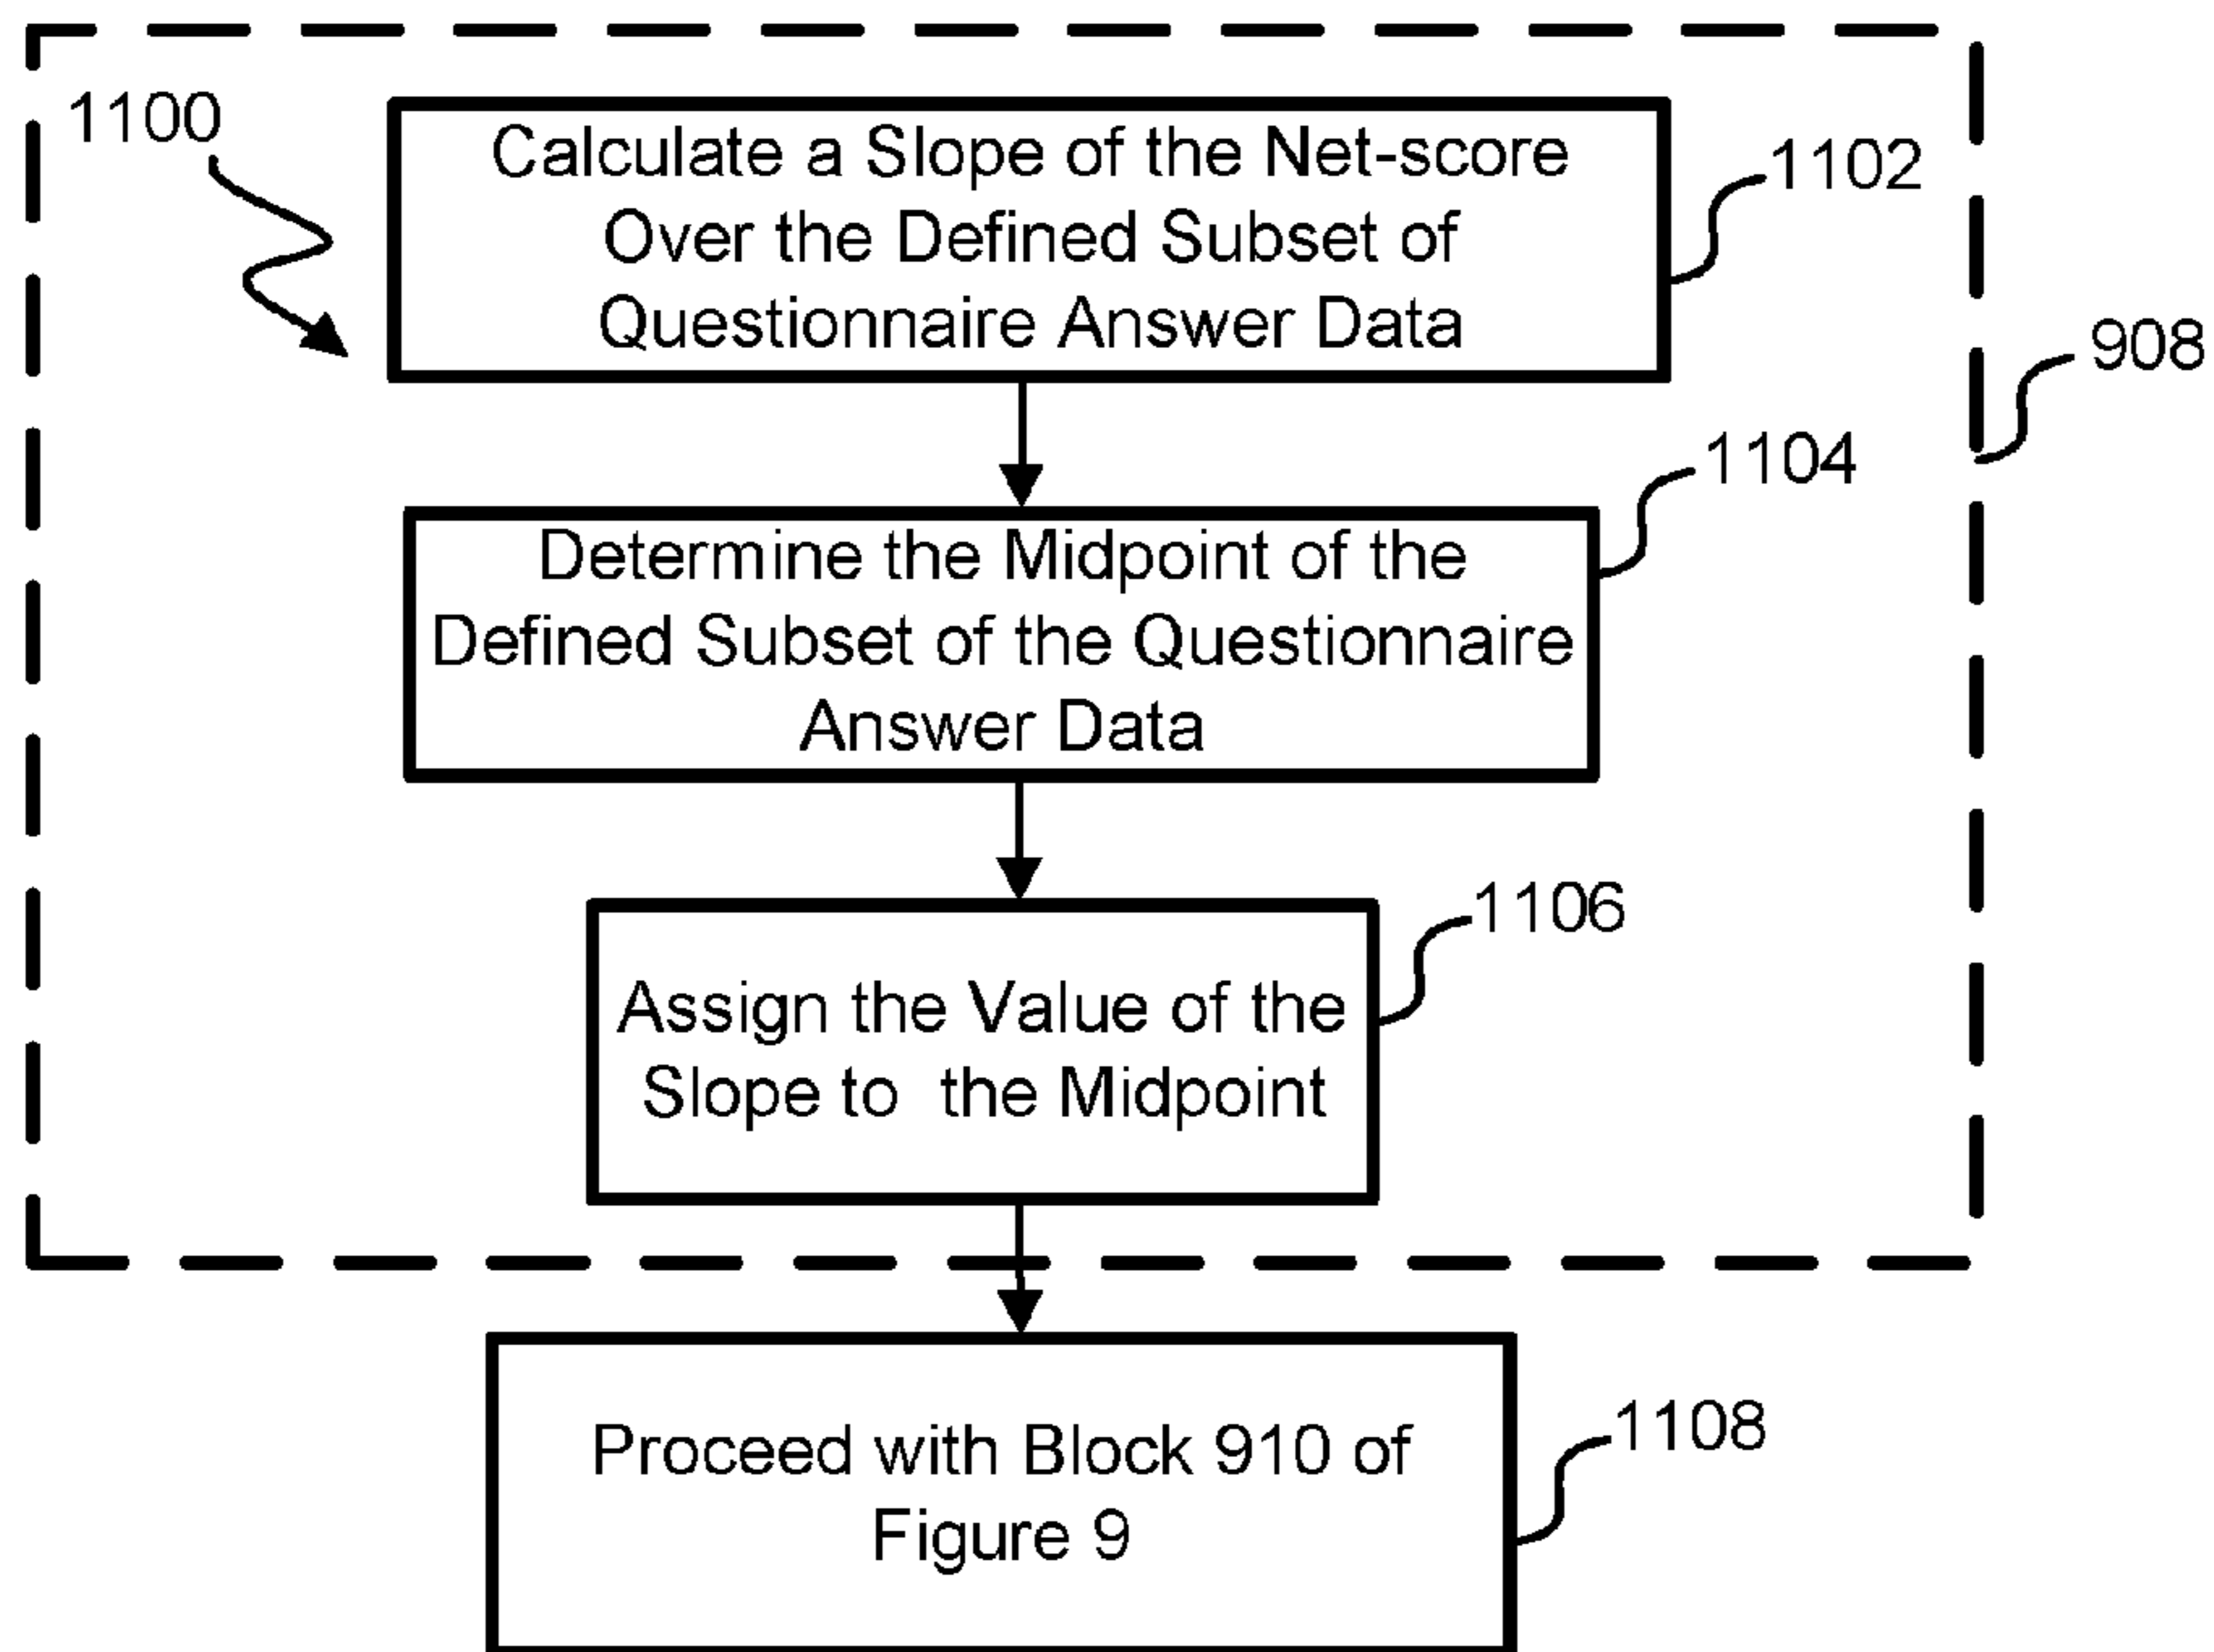 1100
Calculate a Slope of the Net-score
Over the Defined Subset of
Questionnaire Answer Data
1102
908
1104
Determine the Midpoint of the
Defined Subset of the Questionnaire
Answer Data
1106
Assign the Value of the
Slope to the Midpoint
1108
Proceed with Block 910 of
Figure 9